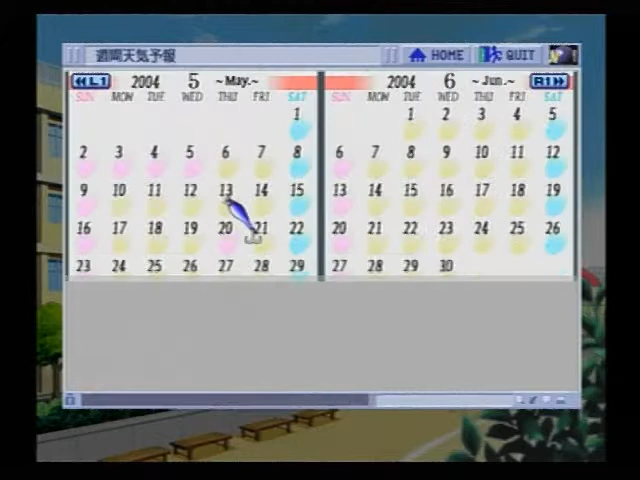 週間天気予報 HOME QUIT
L1 2004 5 ~May.~ 2004 6 ~Jun.~ R1
SUN MON TUE WED THU FRI SAT SUN MON TUE WED THU FRI SAT
1 1 2 3 4 5
2 3 4 5 6 7 8 6 7 8 9 10 11 12
9 10 11 12 13 14 15 13 14 15 16 17 18 19
16 17 18 19 20 21 22 20 21 22 23 24 25 26
23 24 25 26 27 28 29 27 28 29 30